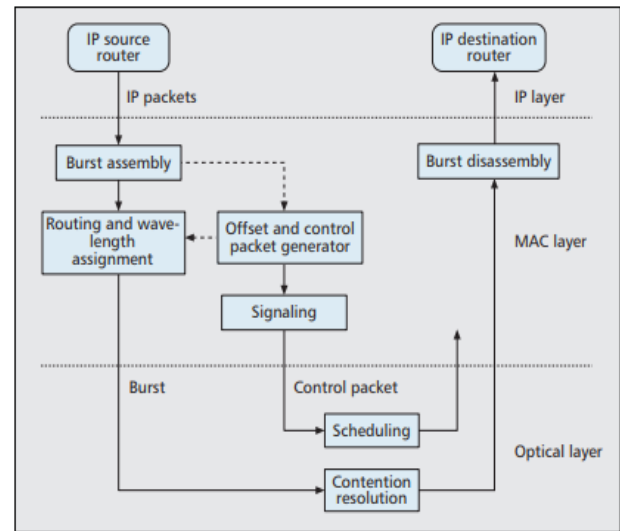 IP source
router
IP destination
router
IP packets
IP layer
Burst assembly
Burst disassembly
Routing and wave-
length
assignment
Offset and control
packet generator
MAC layer
Signaling
Burst
Control packet
Scheduling
Optical layer
Contention
resolution